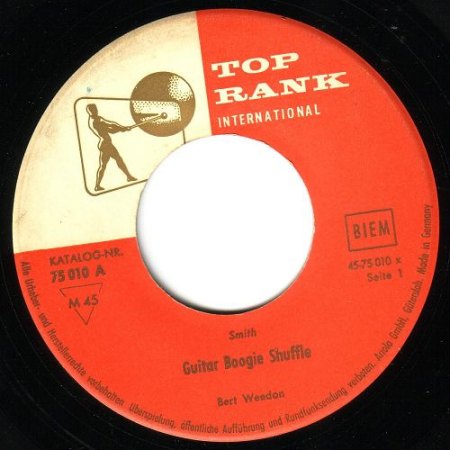 TOP
RANK
INTERNATIONAL
KATALOG-NR.
75 010 A
M 45
BIEM
45-75 010 x
Seite 1
Smith
Guitar Boogie Shuffle
Bert Weedon
Alle Urheber- und Herstellerrechte vorbehalten. Überspielung, öffentliche Aufführung und Rundfunksendung verboten. Ariola GmbH, Gütersloh. Made in Germany